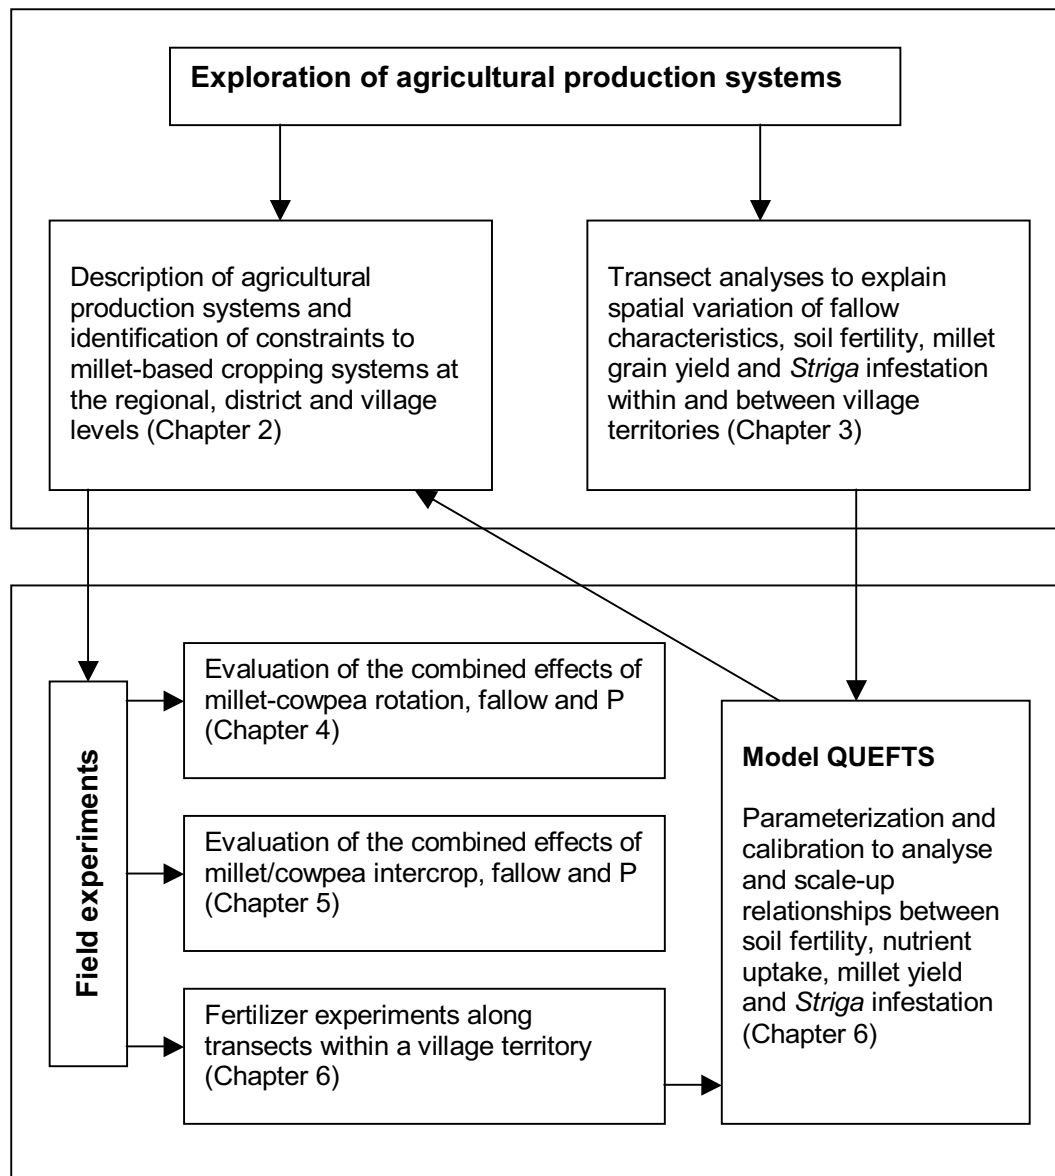 Exploration of agricultural production systems
Description of agricultural
production systems and
identification of constraints to
millet-based cropping systems at
the regional, district and village
levels (Chapter 2)
Transect analyses to explain
spatial variation of fallow
characteristics, soil fertility, millet
grain yield and Striga infestation
within and between village
territories (Chapter 3)
Field experiments
Evaluation of the combined effects of
millet-cowpea rotation, fallow and P
(Chapter 4)
Evaluation of the combined effects of
millet/cowpea intercrop, fallow and P
(Chapter 5)
Fertilizer experiments along
transects within a village territory
(Chapter 6)
Model QUEFTS
Parameterization and
calibration to analyse
and scale-up
relationships between
soil fertility, nutrient
uptake, millet yield
and Striga infestation
(Chapter 6)